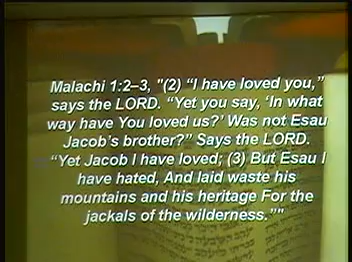 Malachi 1:2–3, "(2) “I have loved you,”
says the LORD. “Yet you say, ‘In what
way have You loved us?’ Was not Esau
Jacob's brother?” Says the LORD.
“Yet Jacob I have loved; (3) But Esau I
have hated, And laid waste his
mountains and his heritage For the
jackals of the wilderness.”"